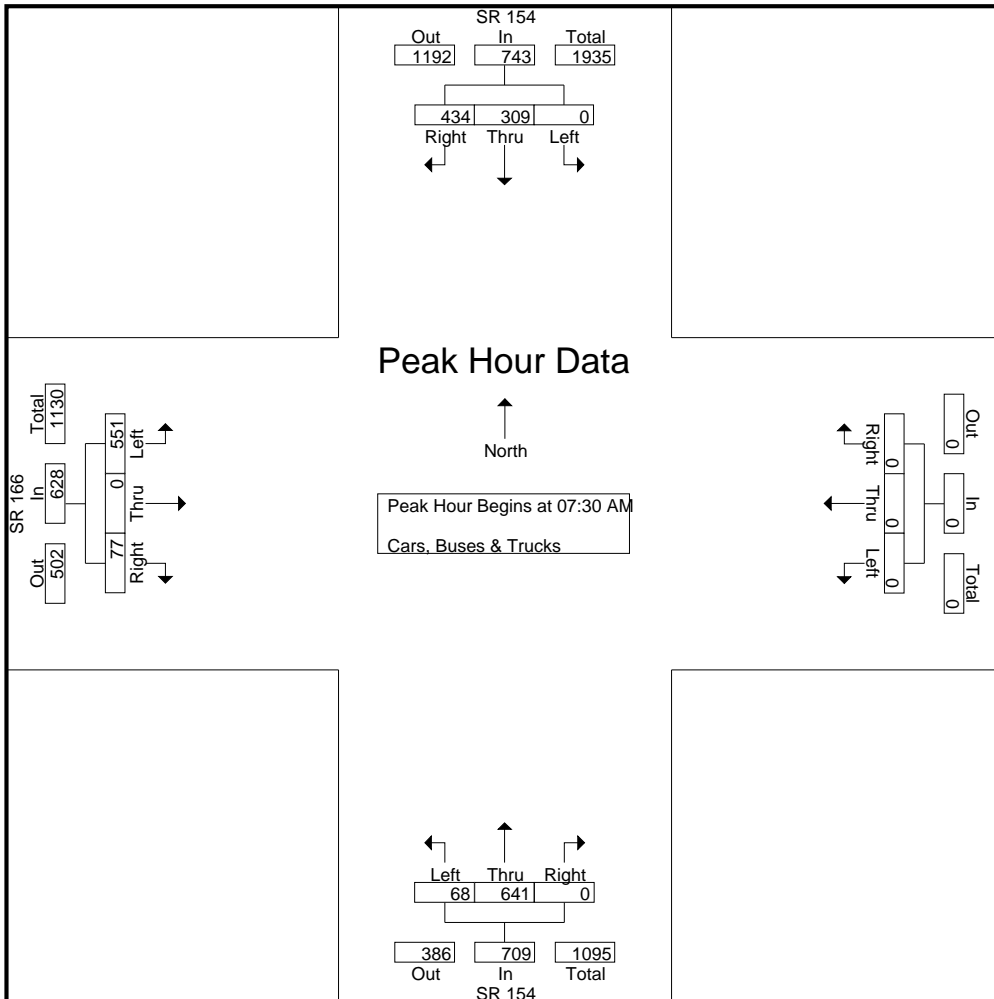 SR 154
Out In Total
1192 743 1935
434 309 0
Right Thru Left
Peak Hour Data
North
Peak Hour Begins at 07:30 AM
Cars, Buses & Trucks
SR 166
Total In Out
1130 628 502
551 0 77
Left Thru Right
Right Thru Left
0 0 0
Out In Total
0 0 0
Left Thru Right
68 641 0
386 709 1095
Out In Total
SR 154